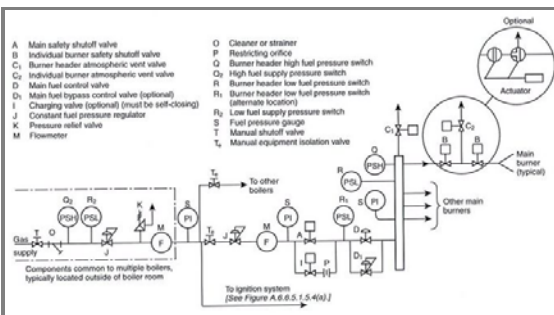 A Main safety shutoff valve
B Individual burner safety shutoff valve
C₁ Burner header atmospheric vent valve
C₂ Individual burner atmospheric vent valve
D Main fuel control valve
D₁ Main fuel bypass control valve (optional)
I Charging valve (optional) (must be self-closing)
J Constant fuel pressure regulator
K Pressure relief valve
M Flowmeter
O Cleaner or strainer
P Restricting orifice
Q Burner header high fuel pressure switch
Q₂ High fuel supply pressure switch
R Burner header low fuel pressure switch
R₁ Burner header low fuel pressure switch
(alternate location)
R₂ Low fuel supply pressure switch
S Fuel pressure gauge
T Manual shutoff valve
Optional
Actuator
C₁
C₂
Q
PSH
B
B
Main
burner
(typical)
R
PSL
S
PI
Other main
burners
To other
boilers
Q₂
R₂
K
S
S
R₁
PSH
PSL
PI
PI
PSL
Gas
supply
T
O
J
M
F
J
M
F
A
D
I
P
D₁
Components common to multiple boilers,
typically located outside of boiler room
To ignition system
[See Figure A.6.6.5.1.5.4(a).]
Manual equipment isolation valve